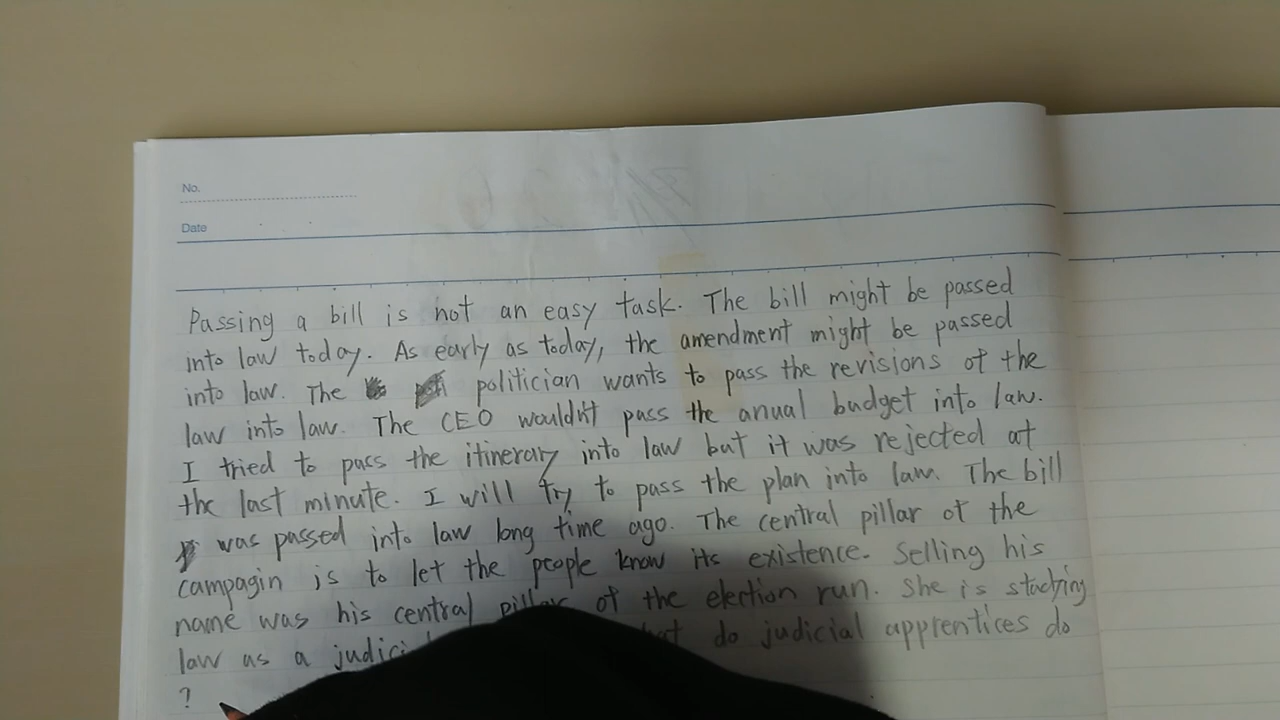 No.
Date
Passing a bill is not an easy task. The bill might be passed
into law today. As early as today, the amendment might be passed
into law. The politician wants to pass the revisions of the
law into law. The CEO wouldn't pass the anual budget into law.
I tried to pass the itinerary into law but it was rejected at
the last minute. I will try to pass the plan into law. The bill
was passed into law long time ago. The central pillar of the
campagin is to let the people know its existence. Selling his
name was his central pillar of the election run. She is studying
law as a do judicial apprentices do
?